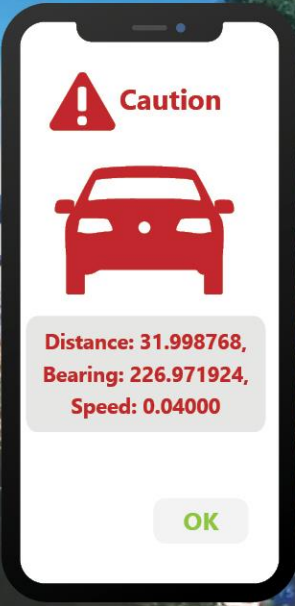 Caution
Distance: 31.998768,
Bearing: 226.971924,
Speed: 0.04000
OK